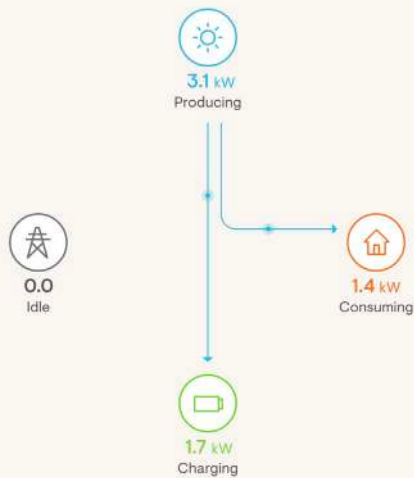 3.1 kW
Producing
0.0
Idle
1.4 kW
Consuming
1.7 kW
Charging